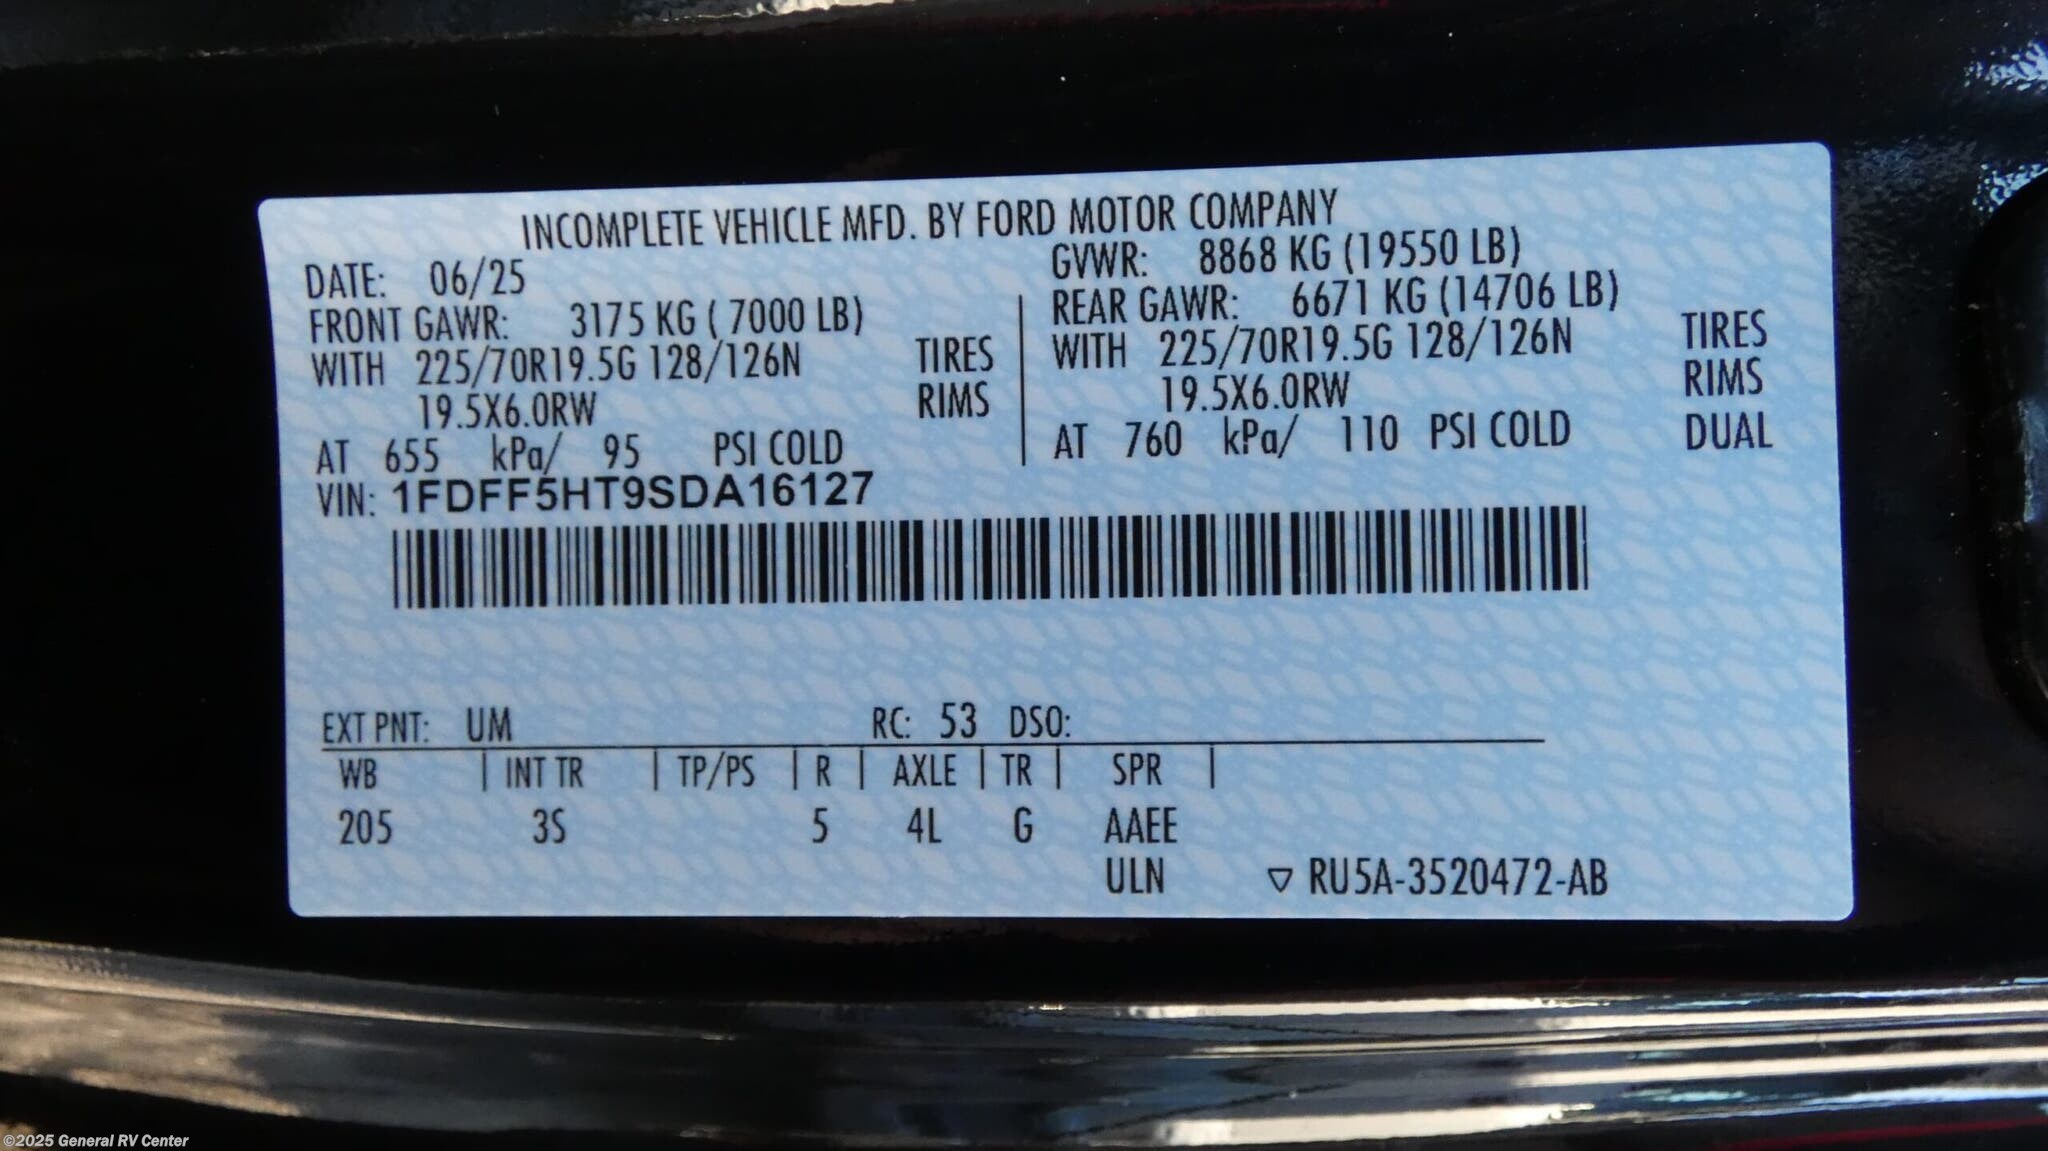 INCOMPLETE VEHICLE MFD. BY FORD MOTOR COMPANY
DATE: 06/25 GVWR: 8868 KG (19550 LB)
FRONT GAWR: 3175 KG ( 7000 LB) REAR GAWR: 6671 KG (14706 LB)
WITH 225/70R19.5G 128/126N TIRES WITH 225/70R19.5G 128/126N TIRES
19.5X6.0RW RIMS 19.5X6.0RW RIMS
AT 655 kPa/ 95 PSI COLD AT 760 kPa/ 110 PSI COLD DUAL
VIN: 1FDFF5HT9SDA16127
EXT PNT: UM RC: 53 DSO:
WB | INT TR | TP/PS | R | AXLE | TR | SPR |
205 3S 5 4L G AAEE
ULN ▽ RU5A-3520472-AB
©2025 General RV Center